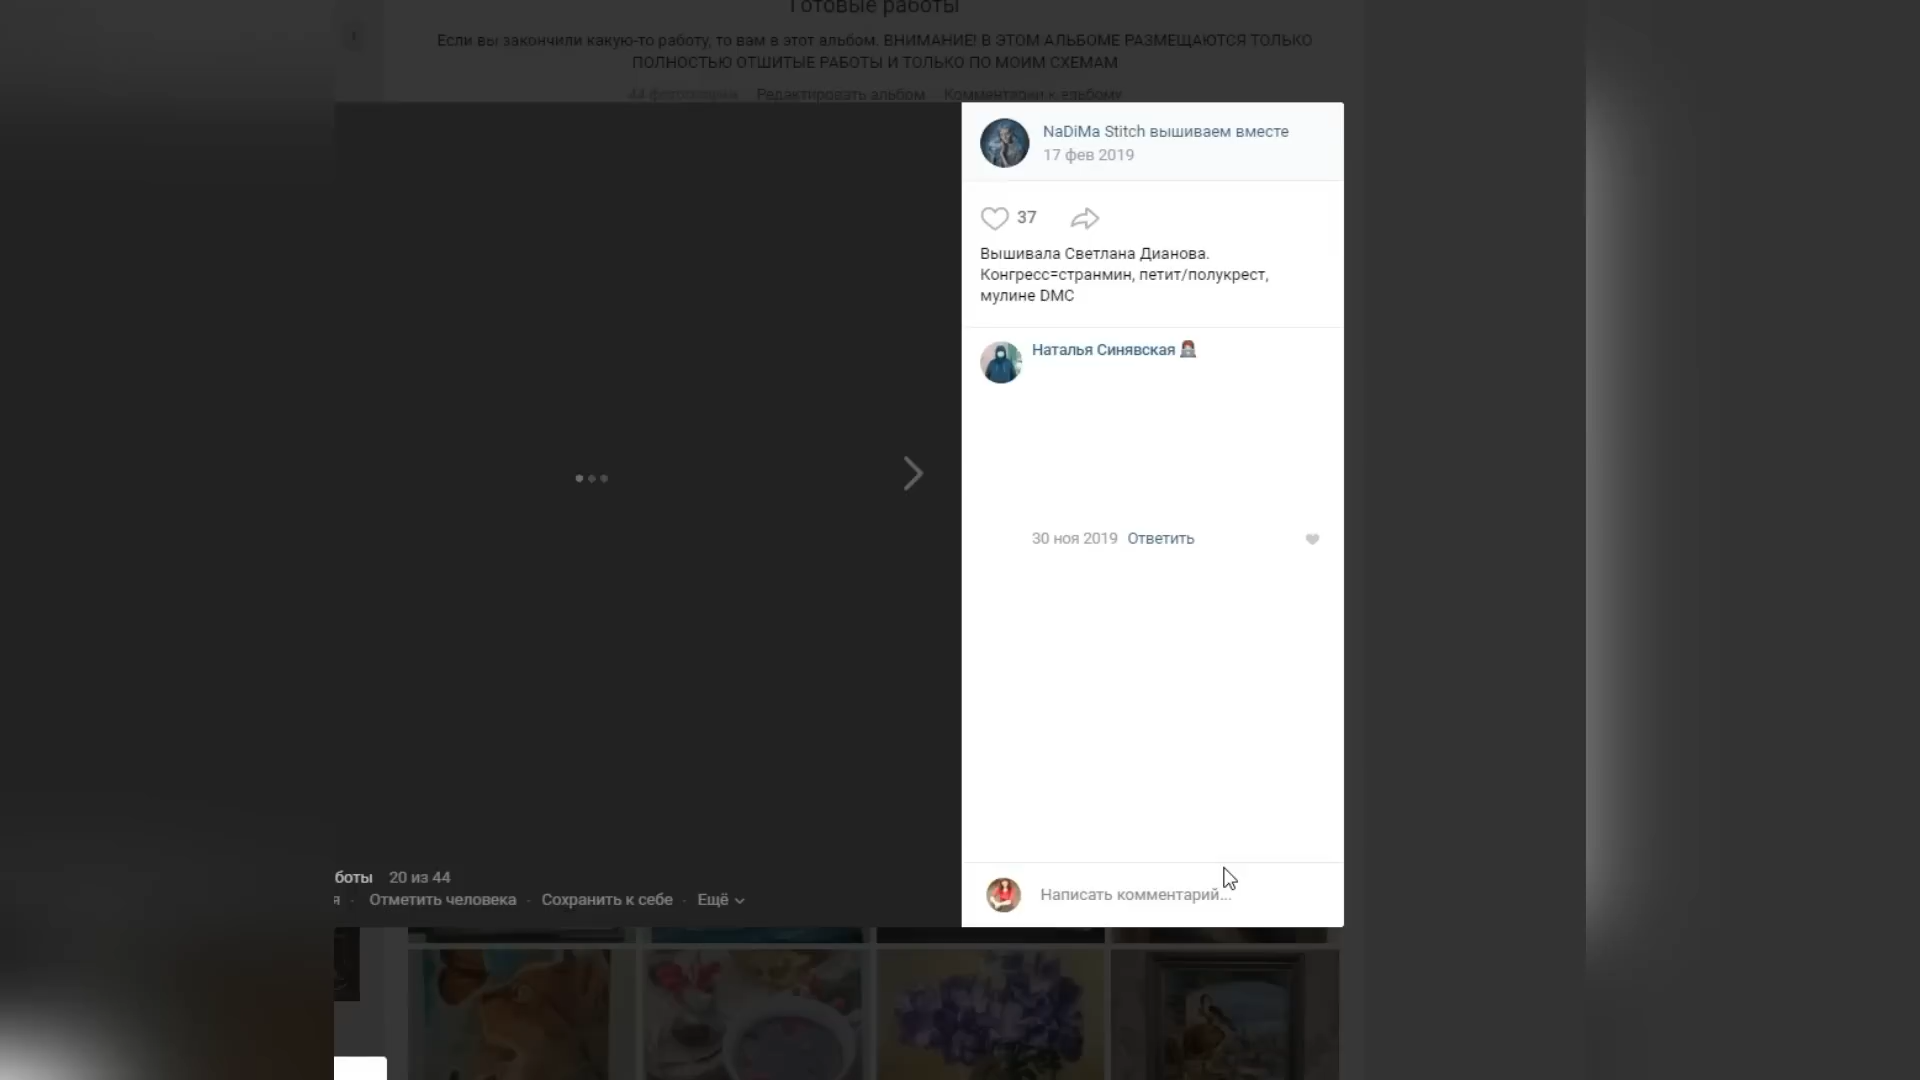 Готовые работы
Если вы закончили какую-то работу, то вам в этот альбом. ВНИМАНИЕ! В ЭТОМ АЛЬБОМЕ РАЗМЕЩАЮТСЯ ТОЛЬКО
ПОЛНОСТЬЮ ОТШИТЫЕ РАБОТЫ И ТОЛЬКО ПО МОИМ СХЕМАМ
44 фотографии Редактировать альбом Комментарии к альбому
NaDiMa Stitch вышиваем вместе
17 фев 2019
37
Вышивала Светлана Дианова.
Конгресс=странмин, петит/полукрест,
мулине DMC
Наталья Синявская
30 ноя 2019 Ответить
боты 20 из 44
я · Отметить человека · Сохранить к себе · Ещё
Написать комментарий...